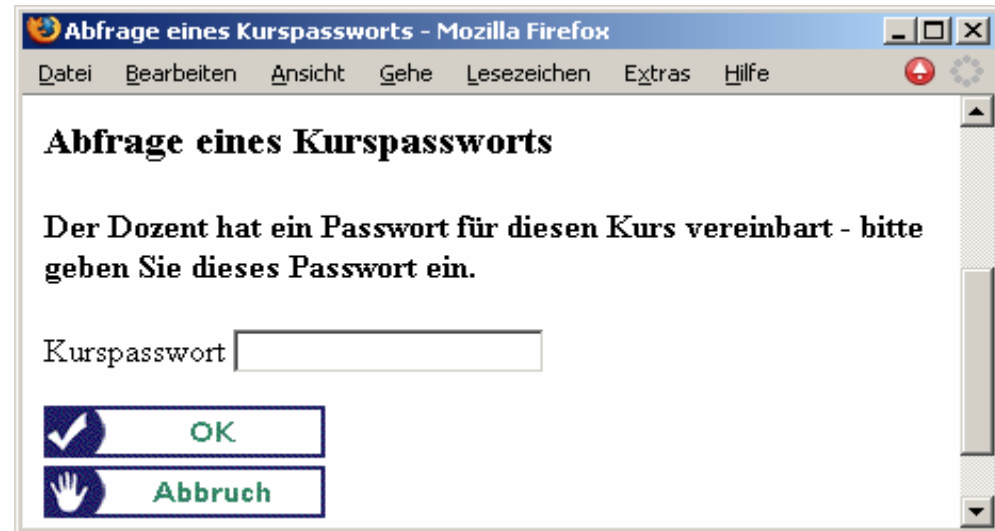 Abfrage eines Kurspassworts - Mozilla Firefox
Datei Bearbeiten Ansicht Gehe Lesezeichen Extras Hilfe
Abfrage eines Kurspassworts
Der Dozent hat ein Passwort für diesen Kurs vereinbart - bitte
geben Sie dieses Passwort ein.
Kurspasswort
OK
Abbruch